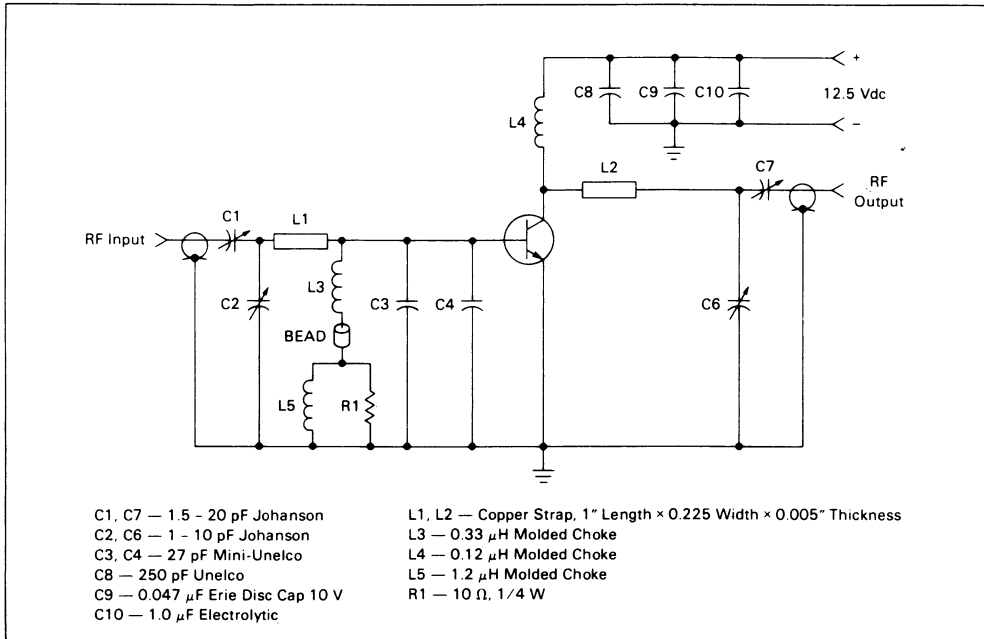 +
C8
C9
C10
12.5 Vdc
L4
−
L2
C7
RF
Output
C1
L1
RF Input
L3
C2
C3
C4
C6
BEAD
L5
R1
C1, C7 — 1.5 - 20 pF Johanson
C2, C6 — 1 - 10 pF Johanson
C3, C4 — 27 pF Mini-Unelco
C8 — 250 pF Unelco
C9 — 0.047 μF Erie Disc Cap 10 V
C10 — 1.0 μF Electrolytic
L1, L2 — Copper Strap, 1" Length × 0.225 Width × 0.005" Thickness
L3 — 0.33 μH Molded Choke
L4 — 0.12 μH Molded Choke
L5 — 1.2 μH Molded Choke
R1 — 10 Ω, 1/4 W